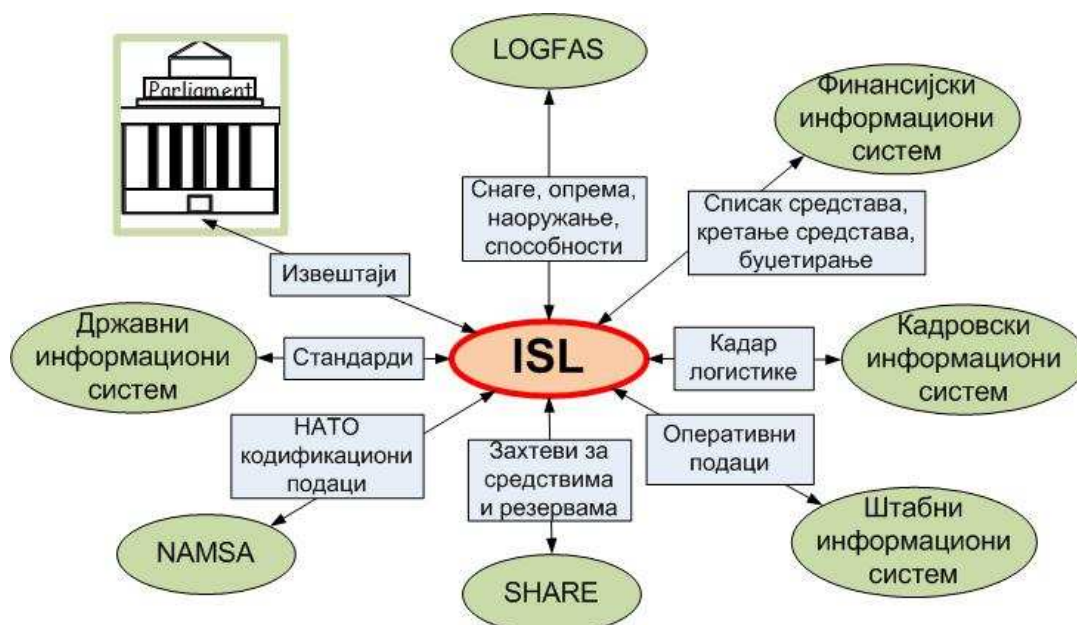 LOGFAS
Parliament
Финансијски
информациони
систем
Снаге, опрема,
наоружање,
способности
Списак средстава,
кретање средстава,
буџетирање
Извештаји
Државни
информациони
систем
Стандарди
ISL
Кадар
логистике
Кадровски
информациони
систем
НАТО
кодификациони
подаци
Захтеви за
средствима
и резервама
Оперативни
подаци
NAMSA
SHARE
Штабни
информациони
систем